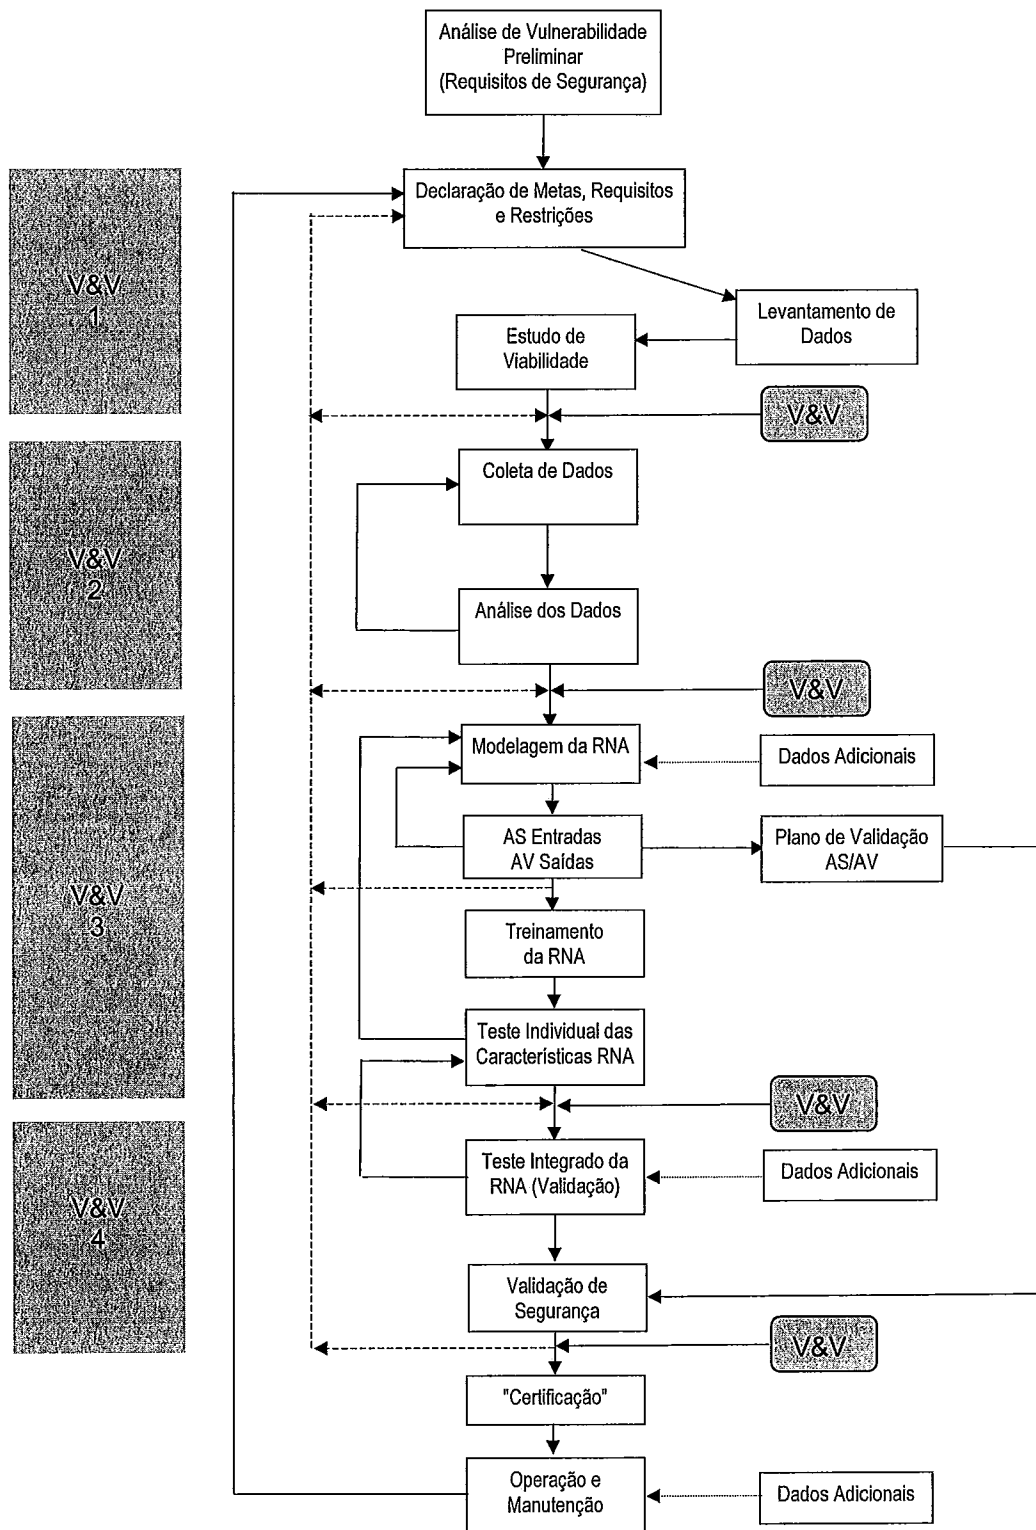 Análise de Vulnerabilidade
Preliminar
(Requisitos de Segurança)
Declaração de Metas, Requisitos
e Restrições
V&V
1
Levantamento de
Dados
Estudo de
Viabilidade
V&V
Coleta de Dados
V&V
2
Análise dos Dados
V&V
Modelagem da RNA
Dados Adicionais
AS Entradas
AV Saídas
Plano de Validação
AS/AV
V&V
3
Treinamento
da RNA
Teste Individual das
Características RNA
V&V
Teste Integrado da
RNA (Validação)
Dados Adicionais
V&V
4
Validação de
Segurança
V&V
"Certificação"
Operação e
Manutenção
Dados Adicionais